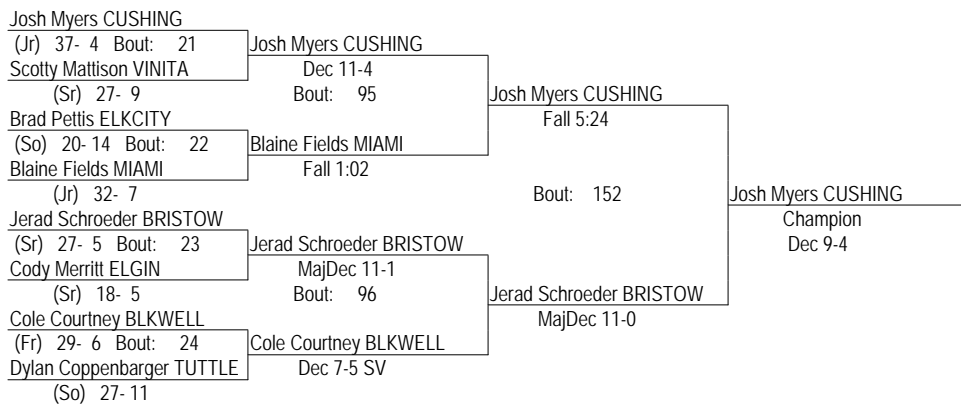 Josh Myers CUSHING
(Jr) 37- 4 Bout: 21
Scotty Mattison VINITA
(Sr) 27- 9
Brad Pettis ELKCITY
(So) 20- 14 Bout: 22
Blaine Fields MIAMI
(Jr) 32- 7
Jerad Schroeder BRISTOW
(Sr) 27- 5 Bout: 23
Cody Merritt ELGIN
(Sr) 18- 5
Cole Courtney BLKWELL
(Fr) 29- 6 Bout: 24
Dylan Coppenbarger TUTTLE
(So) 27- 11
Josh Myers CUSHING
Dec 11-4
Bout: 95
Blaine Fields MIAMI
Fall 1:02
Jerad Schroeder BRISTOW
MajDec 11-1
Bout: 96
Cole Courtney BLKWELL
Dec 7-5 SV
Josh Myers CUSHING
Fall 5:24
Bout: 152
Jerad Schroeder BRISTOW
MajDec 11-0
Josh Myers CUSHING
Champion
Dec 9-4